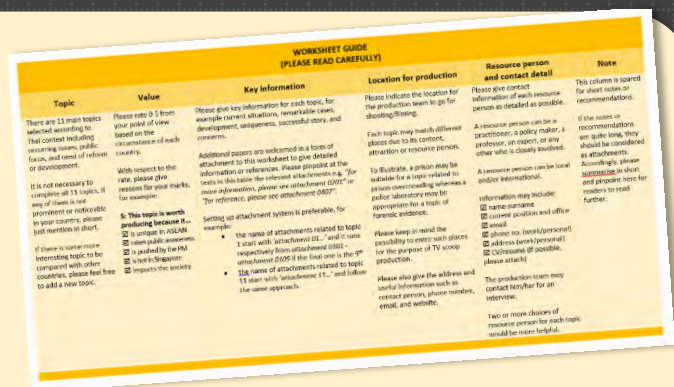 WORKSHEET GUIDE
(PLEASE READ CAREFULLY)
Topic
There are 11 main topics
selected according to
Thai context including
occurring issues, public
focus, and need of reform
or development.
It is not necessary to
complete all 11 topics. If
any of them is not
prominent or noticeable
in your country, please
just mention in short.
If there is some more
interesting topic to be
compared with other
countries, please feel free
to add a new topic.
Value
Please rate 0-5 from
your point of view
based on the
circumstance of each
country.
With respect to the
rate, please give
reasons for your marks,
for example:
5: This topic is worth
producing because it...
☑ is unique in ASEAN
☑ raises public awareness
☑ is pushed by the PM
☑ is hot in Singapore
☑ impacts the society
Key information
Please give key information for each topic, for
example current situations, remarkable cases,
development, uniqueness, successful story, and
concerns.
Additional papers are welcomed in a form of
attachment to this worksheet to give detailed
information or references. Please pinpoint at the
texts in this table the relevant attachments e.g. "for
more information, please see attachment 0201" or
"for reference, please see attachment 0407".
Setting up attachment system is preferable, for
example:
• the name of attachments related to topic
1 start with 'attachment 01...' and it runs
respectively from attachment 0101 -
attachment 0109 if the final one is the 9th
• the name of attachments related to topic
11 start with 'attachment 11...' and follow
the same approach.
Location for production
Please indicate the location for
the production team to go for
shooting/filming.
Each topic may match different
places due to its content,
attraction or resource person.
To illustrate, a prison may be
suitable for a topic related to
prison overcrowding whereas a
police laboratory may be
appropriate for a topic of
forensic evidence.
Please keep in mind the
possibility to enter such places
for the purpose of TV scoop
production.
Please also give the address and
useful information such as
contact person, phone number,
email, and website.
Resource person
and contact detail
Please give contact
information of each resource
person as detailed as possible.
A resource person can be a
practitioner, a policy maker, a
professor, an expert, or any
other who is closely involved.
A resource person can be local
and/or international.
Information may include:
☑ name-surname
☑ current position and office
☑ email
☑ phone no. (work/personal)
☑ address (work/personal)
☑ CV/resume (if possible,
please attach)
The production team may
contact him/her for an
interview.
Two or more choices of
resource person for each topic
would be more helpful.
Note
This column is spared
for short notes or
recommendations.
If the notes or
recommendations
are quite long, they
should be considered
as attachments.
Accordingly, please
summarise in short
and pinpoint here for
readers to read
further.